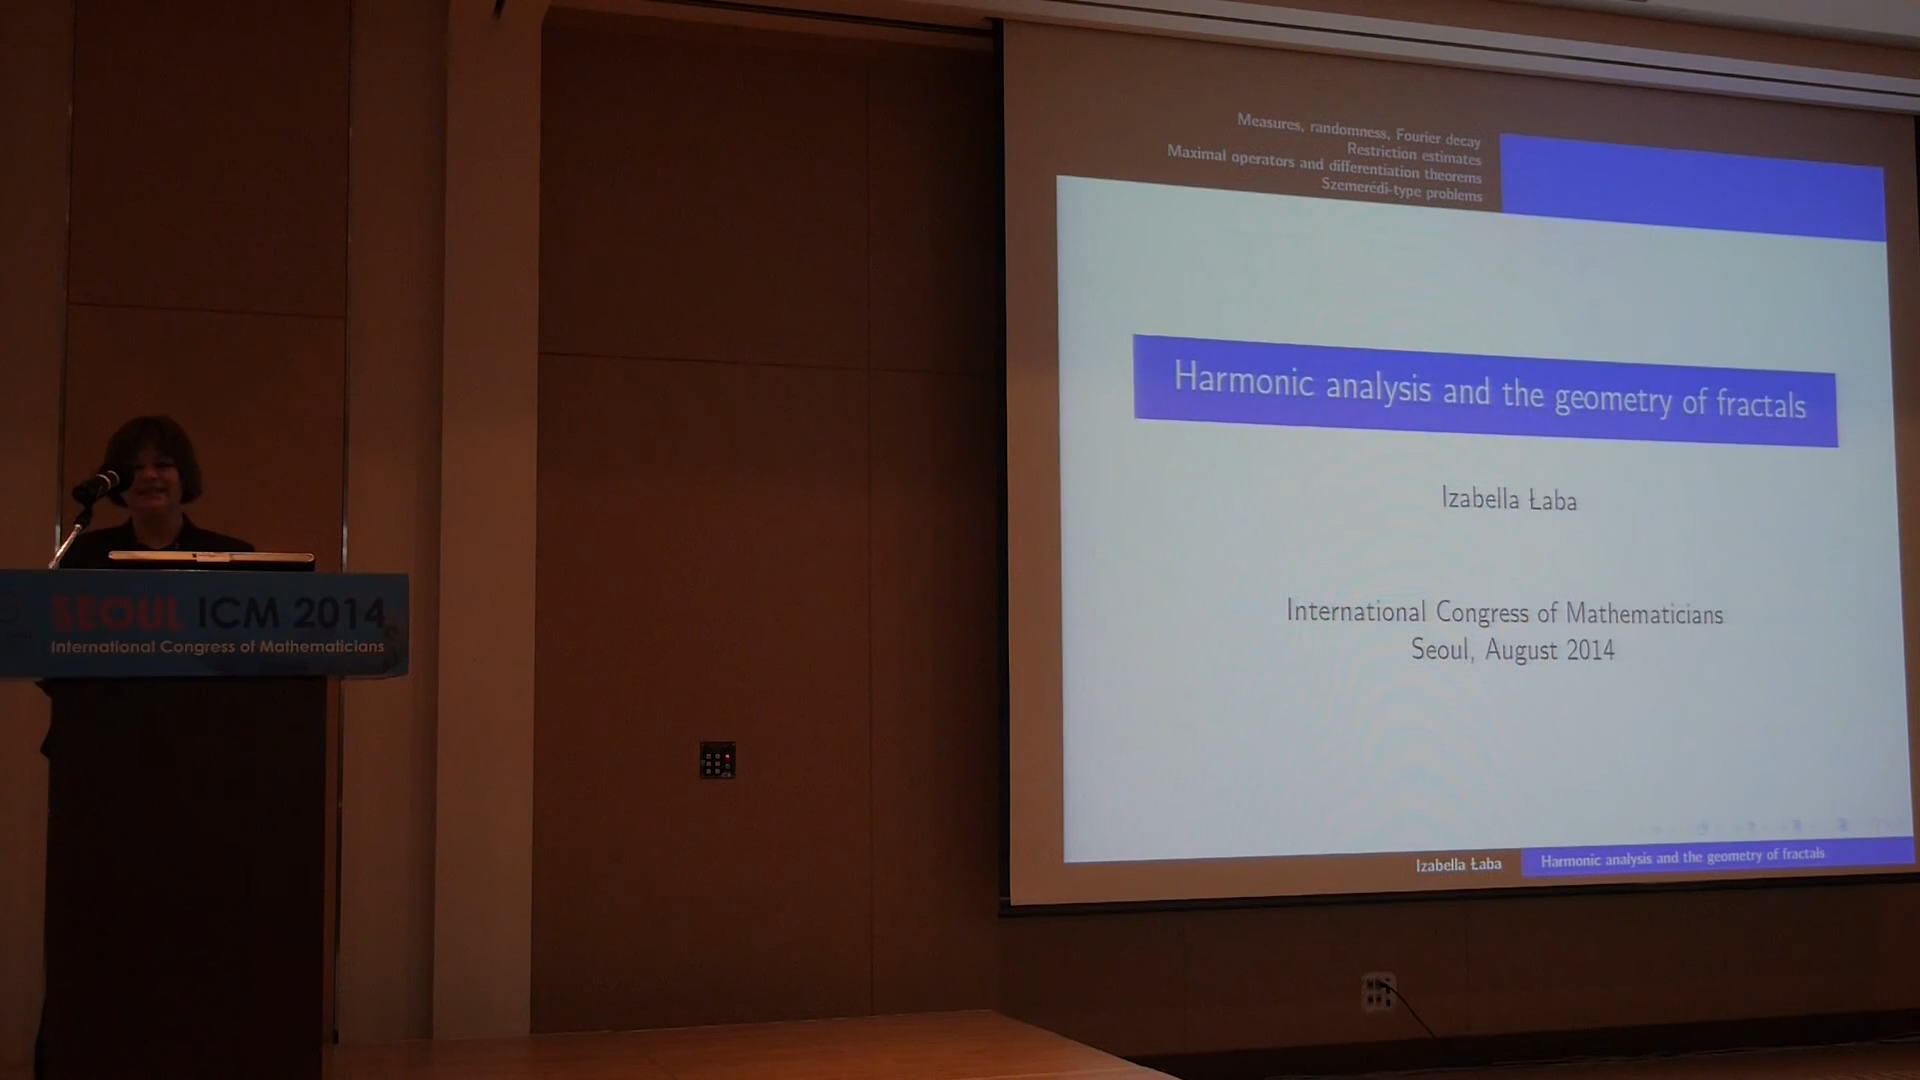 Measures, randomness, Fourier decay
Restriction estimates
Maximal operators and differentiation theorems
Szemerédi-type problems
Harmonic analysis and the geometry of fractals
Izabella Łaba
International Congress of Mathematicians
Seoul, August 2014
Izabella Łaba
Harmonic analysis and the geometry of fractals
SEOUL ICM 2014
International Congress of Mathematicians